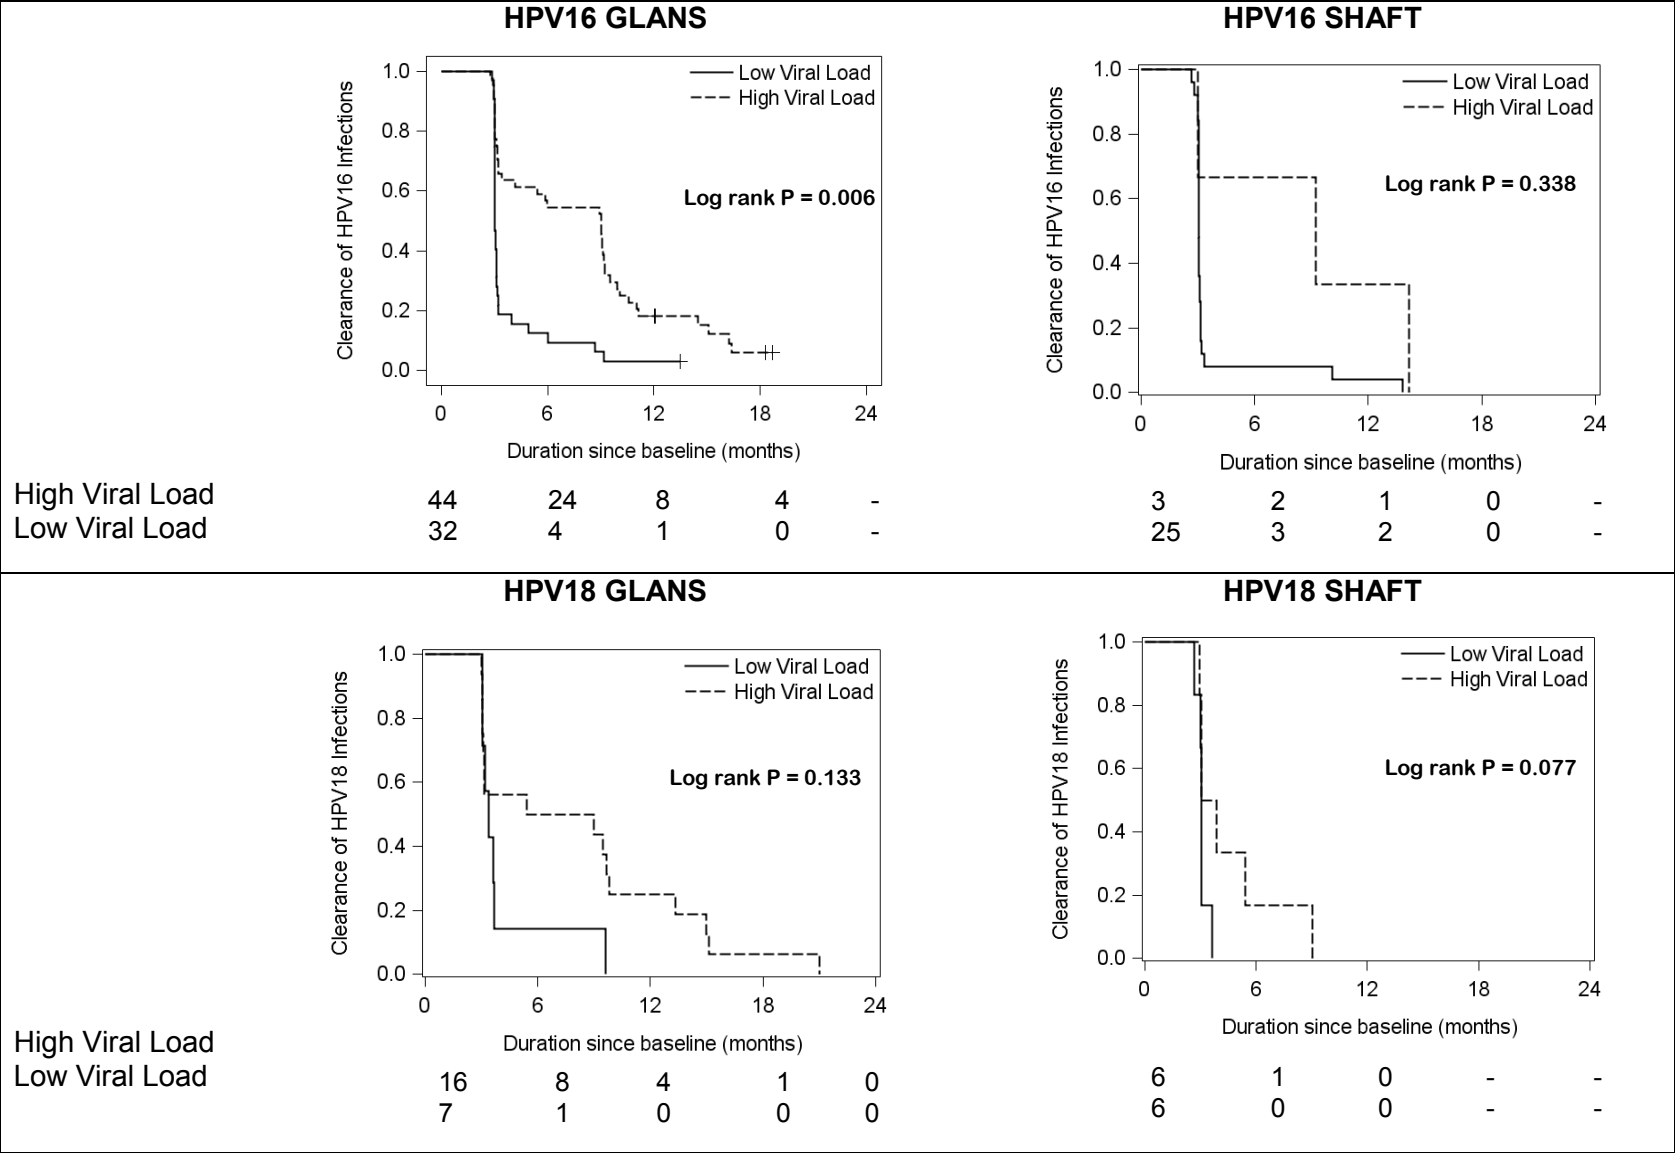 HPV16 GLANS
Low Viral Load
High Viral Load
Log rank P = 0.006
Clearance of HPV16 Infections
1.0
0.8
0.6
0.4
0.2
0.0
0 6 12 18 24
Duration since baseline (months)
HPV16 SHAFT
Low Viral Load
High Viral Load
Log rank P = 0.338
Clearance of HPV16 Infections
1.0
0.8
0.6
0.4
0.2
0.0
0 6 12 18 24
Duration since baseline (months)
High Viral Load 44 24 8 4 - 3 2 1 0 -
Low Viral Load 32 4 1 0 - 25 3 2 0 -
HPV18 GLANS
Low Viral Load
High Viral Load
Log rank P = 0.133
Clearance of HPV18 Infections
1.0
0.8
0.6
0.4
0.2
0.0
0 6 12 18 24
Duration since baseline (months)
HPV18 SHAFT
Low Viral Load
High Viral Load
Log rank P = 0.077
Clearance of HPV18 Infections
1.0
0.8
0.6
0.4
0.2
0.0
0 6 12 18 24
Duration since baseline (months)
High Viral Load
Low Viral Load
16 8 4 1 0 6 1 0 - -
7 1 0 0 0 6 0 0 - -